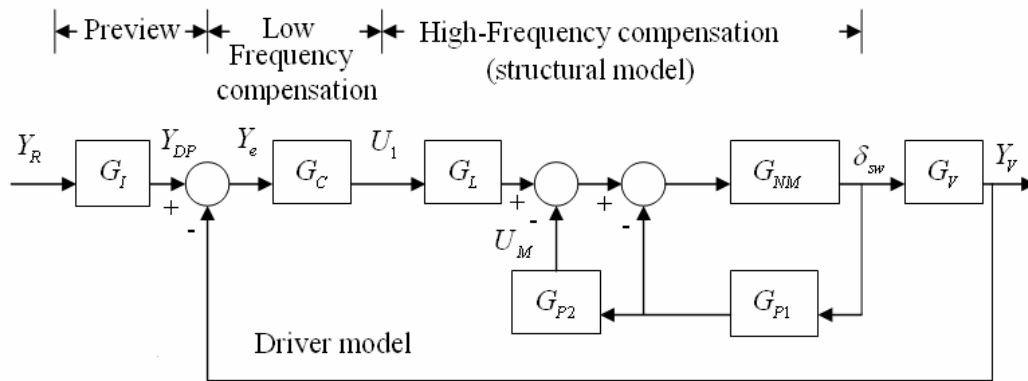 Preview
Low
Frequency
compensation
High-Frequency compensation
(structural model)
Y_R
G_I
Y_DP
+
-
Y_e
G_C
U_1
G_L
+
-
U_M
+
-
G_NM
δ_sw
G_V
Y_V
G_P2
G_P1
Driver model